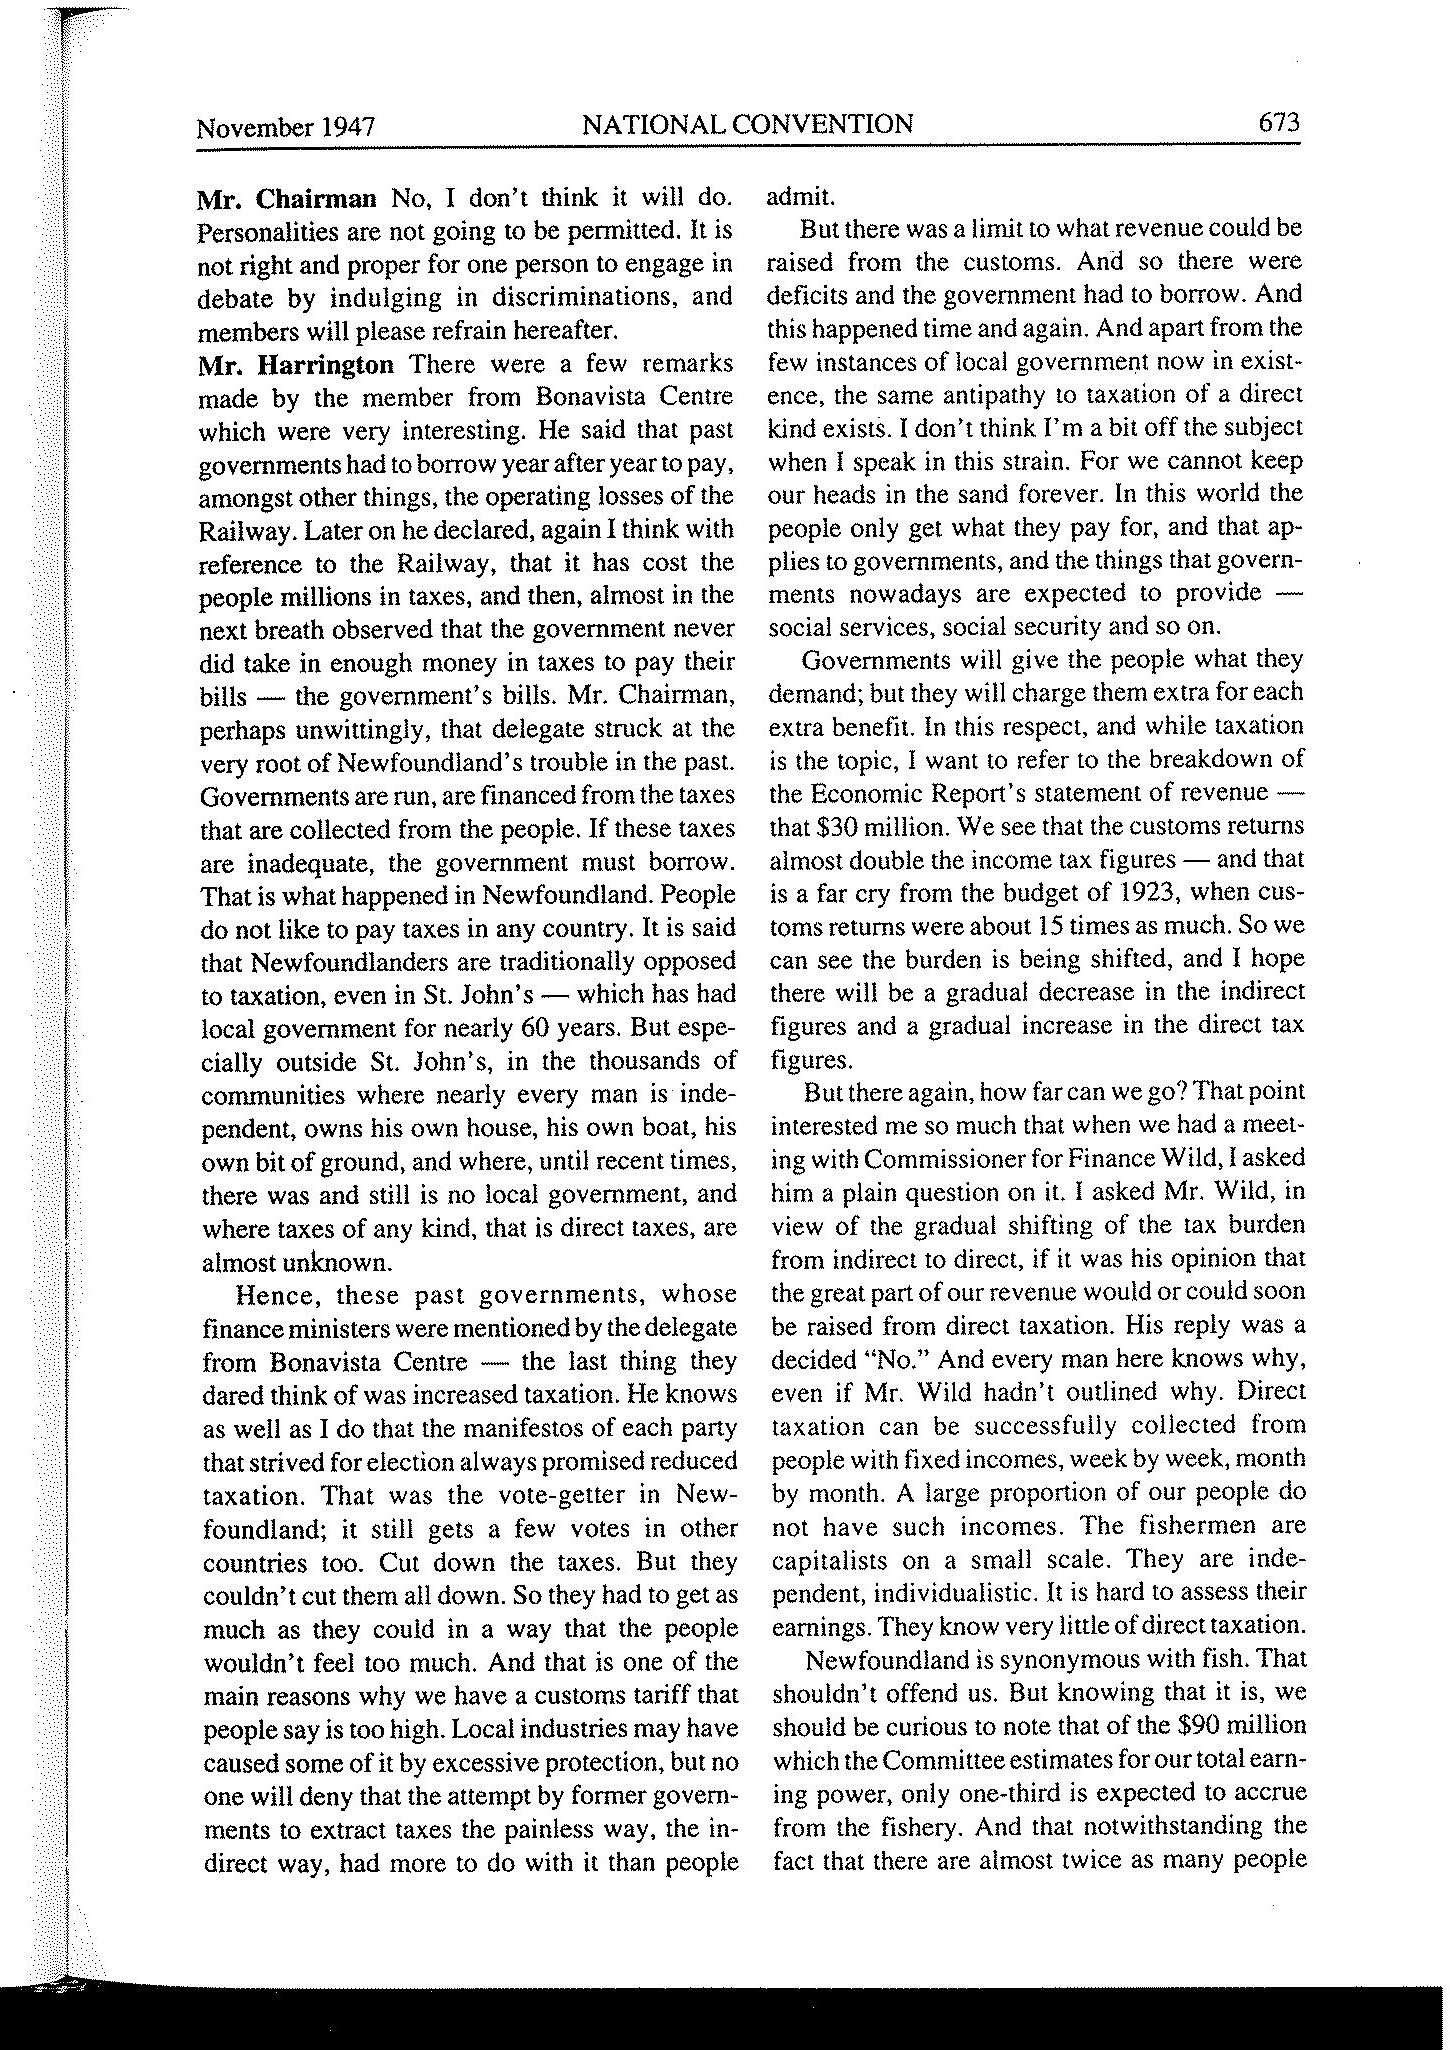 November 1947 NATIONAL CONVENTION 673
Mr. Chairman No, I don't think it will do.
Personalities are not going to be permitted. It is
not right and proper for one person to engage in
debate by indulging in discriminations, and
members will please refrain hereafter.
Mr. Harrington There were a few remarks
made by the member from Bonavista Centre
which were very interesting. He said that past
governments had to borrow year after year to pay,
amongst other things, the operating losses of the
Railway. Later on he declared, again I think with
reference to the Railway, that it has cost the
people millions in taxes, and then, almost in the
next breath observed that the government never
did take in enough money in taxes to pay their
bills — the government's bills. Mr. Chairman,
perhaps unwittingly, that delegate struck at the
very root of Newfoundland's trouble in the past.
Governments are run, are financed from the taxes
that are collected from the people. If these taxes
are inadequate, the government must borrow.
That is what happened in Newfoundland. People
do not like to pay taxes in any country. It is said
that Newfoundlanders are traditionally opposed
to taxation, even in St. John's — which has had
local government for nearly 60 years. But espe-
cially outside St. John's, in the thousands of
communities where nearly every man is inde-
pendent, owns his own house, his own boat, his
own bit of ground, and where, until recent times,
there was and still is no local government, and
where taxes of any kind, that is direct taxes, are
almost unknown.
Hence, these past governments, whose
finance ministers were mentioned by the delegate
from Bonavista Centre — the last thing they
dared think of was increased taxation. He knows
as well as I do that the manifestos of each party
that strived for election always promised reduced
taxation. That was the vote-getter in New-
foundland; it still gets a few votes in other
countries too. Cut down the taxes. But they
couldn't cut them all down. So they had to get as
much as they could in a way that the people
wouldn't feel too much. And that is one of the
main reasons why we have a customs tariff that
people say is too high. Local industries may have
caused some of it by excessive protection, but no
one will deny that the attempt by former govern-
ments to extract taxes the painless way, the in-
direct way, had more to do with it than people
admit.
But there was a limit to what revenue could be
raised from the customs. And so there were
deficits and the government had to borrow. And
this happened time and again. And apart from the
few instances of local government now in exist-
ence, the same antipathy to taxation of a direct
kind exists. I don't think I'm a bit off the subject
when I speak in this strain. For we cannot keep
our heads in the sand forever. In this world the
people only get what they pay for, and that ap-
plies to governments, and the things that govern-
ments nowadays are expected to provide —
social services, social security and so on.
Governments will give the people what they
demand; but they will charge them extra for each
extra benefit. In this respect, and while taxation
is the topic, I want to refer to the breakdown of
the Economic Report's statement of revenue —
that $30 million. We see that the customs returns
almost double the income tax figures — and that
is a far cry from the budget of 1923, when cus-
toms returns were about 15 times as much. So we
can see the burden is being shifted, and I hope
there will be a gradual decrease in the indirect
figures and a gradual increase in the direct tax
figures.
But there again, how far can we go? That point
interested me so much that when we had a meet-
ing with Commissioner for Finance Wild, I asked
him a plain question on it. I asked Mr. Wild, in
view of the gradual shifting of the tax burden
from indirect to direct, if it was his opinion that
the great part of our revenue would or could soon
be raised from direct taxation. His reply was a
decided "No." And every man here knows why,
even if Mr. Wild hadn't outlined why. Direct
taxation can be successfully collected from
people with fixed incomes, week by week, month
by month. A large proportion of our people do
not have such incomes. The fishermen are
capitalists on a small scale. They are inde-
pendent, individualistic. It is hard to assess their
earnings. They know very little of direct taxation.
Newfoundland is synonymous with fish. That
shouldn't offend us. But knowing that it is, we
should be curious to note that of the $90 million
which the Committee estimates for our total earn-
ing power, only one-third is expected to accrue
from the fishery. And that notwithstanding the
fact that there are almost twice as many people